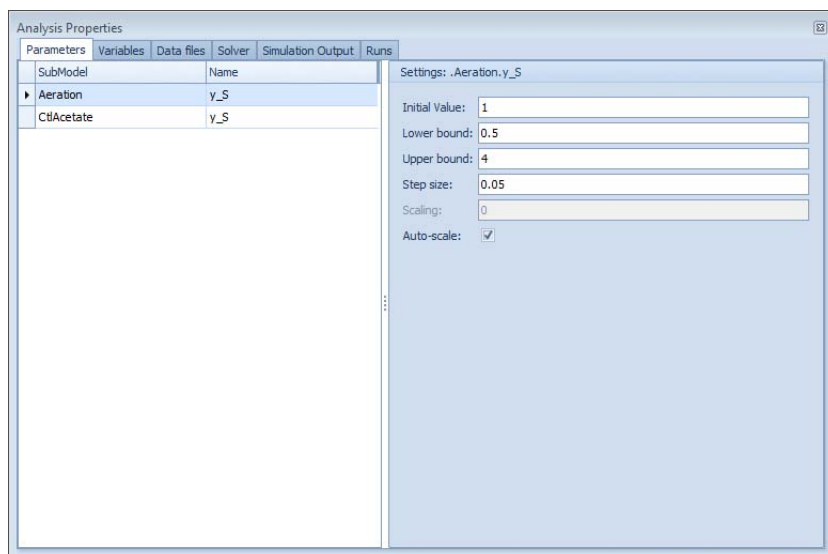 Analysis Properties
Parameters Variables Data files Solver Simulation Output Runs
SubModel Name
Aeration y_S
CtlAcetate y_S
Settings: .Aeration.y_S
Initial Value: 1
Lower bound: 0.5
Upper bound: 4
Step size: 0.05
Scaling: 0
Auto-scale: